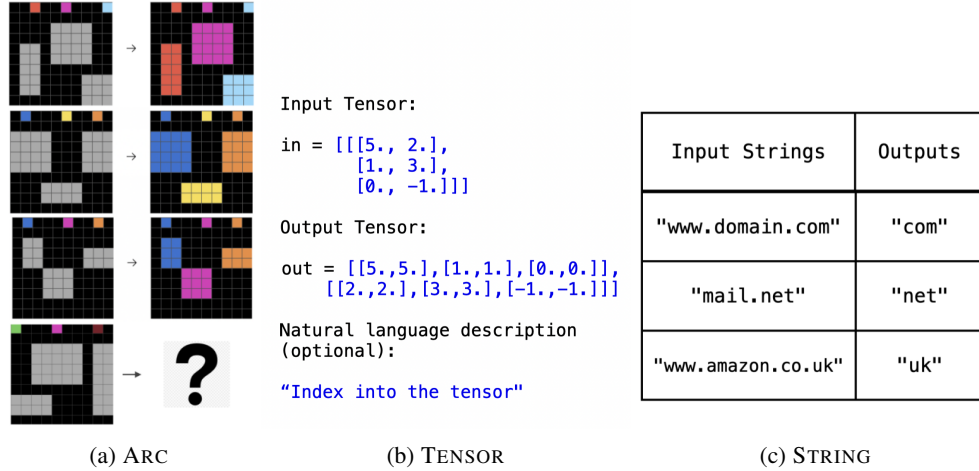 →
→
→
→
?
(a) ARC
Input Tensor:
in = [[[5., 2.],
[1., 3.],
[0., -1.]]]
Output Tensor:
out = [[5.,5.],[1.,1.],[0.,0.]],
[[2.,2.],[3.,3.],[-1.,-1.]]]
Natural language description
(optional):
“Index into the tensor"
(b) TENSOR
Input Strings Outputs
"www.domain.com" "com"
"mail.net" "net"
"www.amazon.co.uk" "uk"
(c) STRING